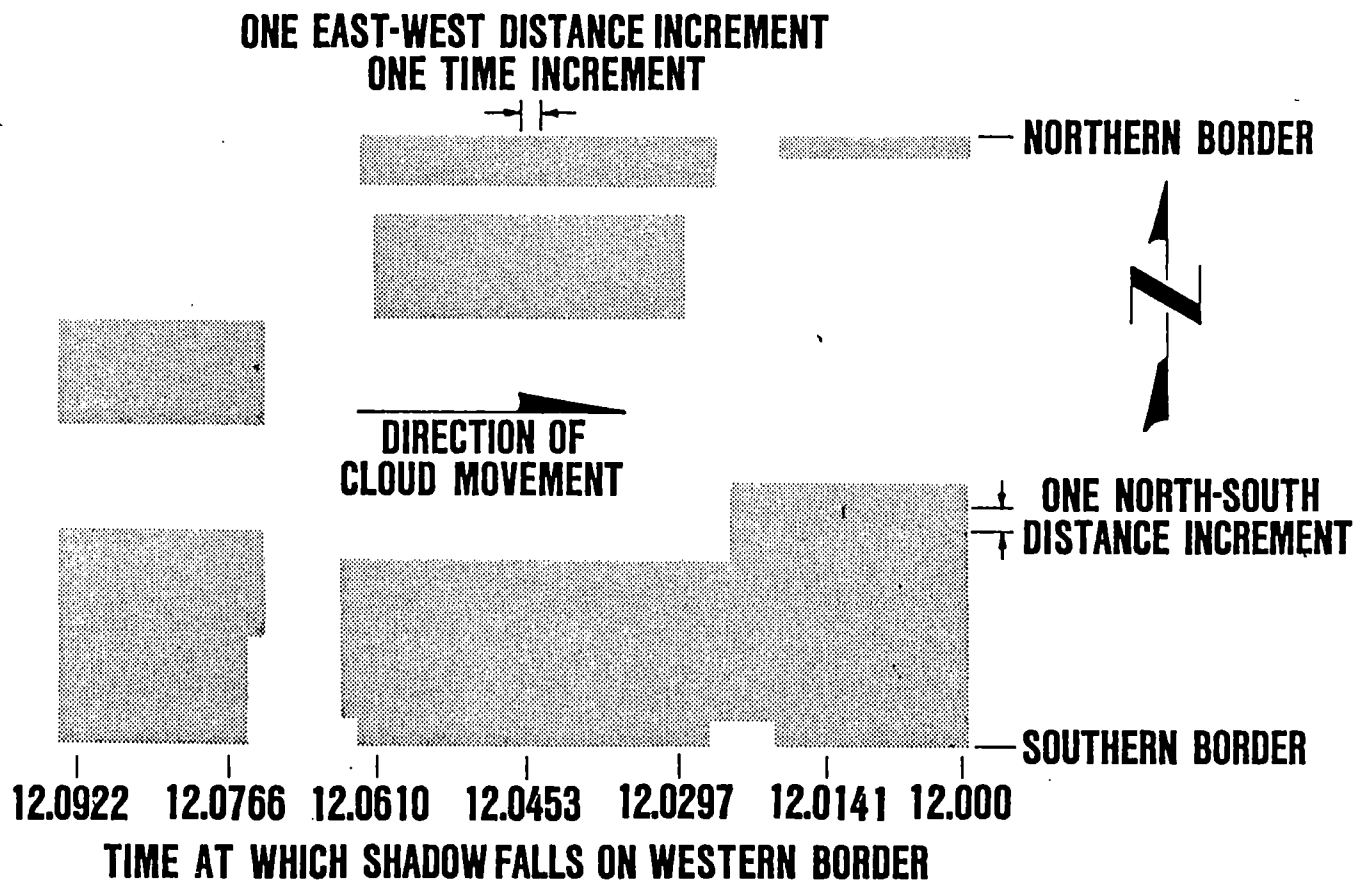 ONE EAST-WEST DISTANCE INCREMENT
ONE TIME INCREMENT
NORTHERN BORDER
N
DIRECTION OF
CLOUD MOVEMENT
ONE NORTH-SOUTH
DISTANCE INCREMENT
SOUTHERN BORDER
12.0922 12.0766 12.0610 12.0453 12.0297 12.0141 12.000
TIME AT WHICH SHADOW FALLS ON WESTERN BORDER